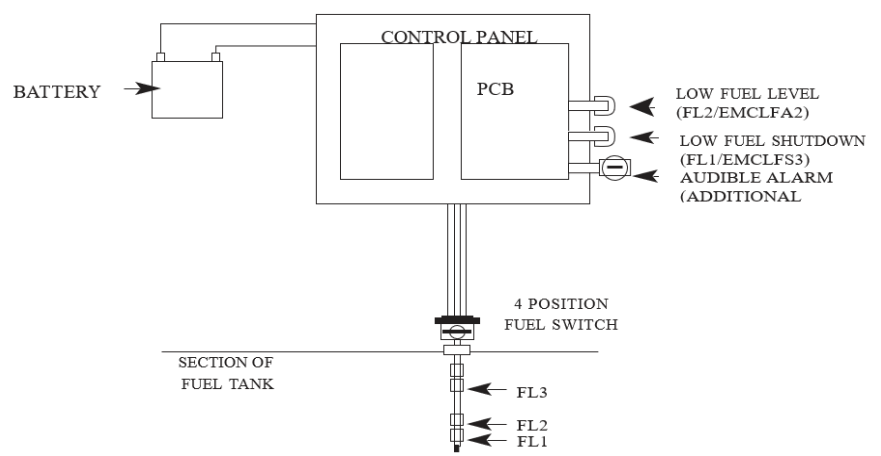 CONTROL PANEL
BATTERY
PCB
LOW FUEL LEVEL
(FL2/EMCLFA2)
LOW FUEL SHUTDOWN
(FL1/EMCLFS3)
AUDIBLE ALARM
(ADDITIONAL
4 POSITION
FUEL SWITCH
SECTION OF
FUEL TANK
FL3
FL2
FL1